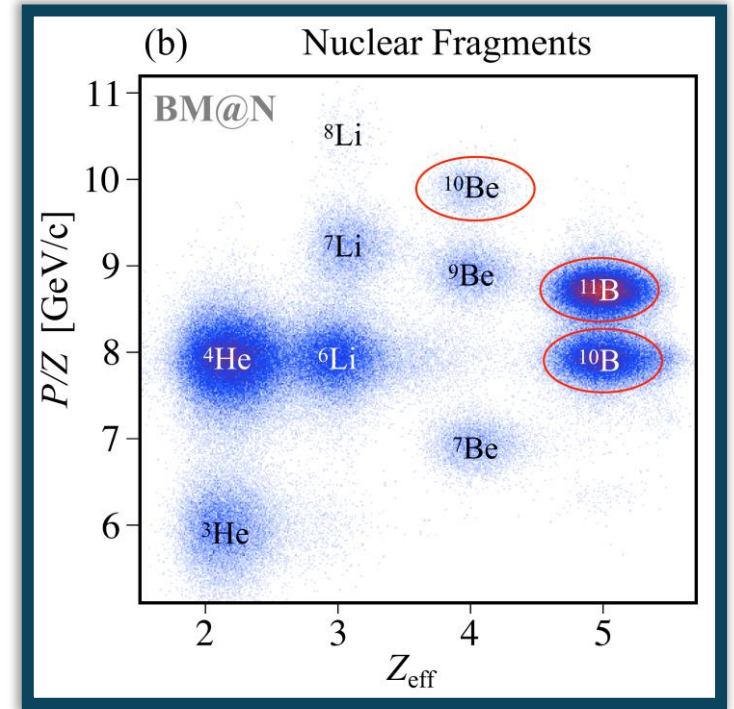 (b) Nuclear Fragments
BM@N
11
10
9
8
7
6
P/Z [GeV/c]
⁸Li
¹⁰Be
⁷Li
⁹Be
¹¹B
⁴He
⁶Li
¹⁰B
⁷Be
³He
2 3 4 5
Z_eff